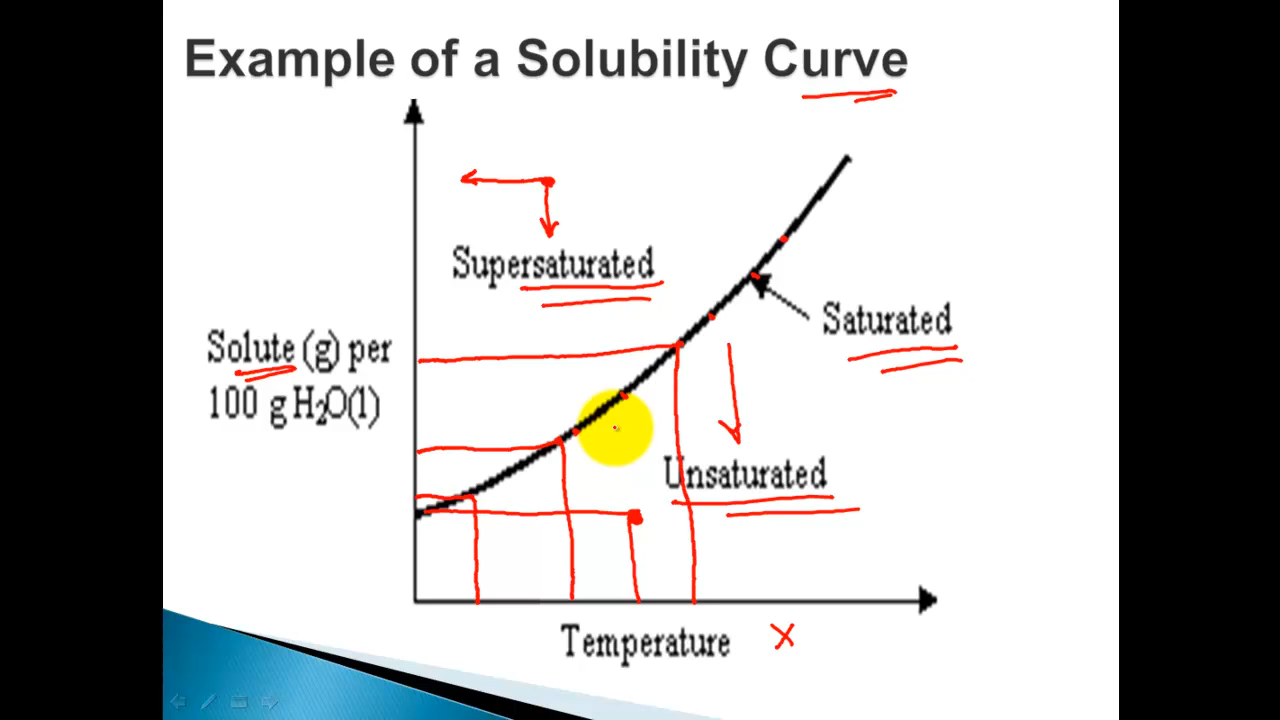 Example of a Solubility Curve
Supersaturated
Saturated
Solute (g) per
100 g H₂O(l)
Unsaturated
Temperature X